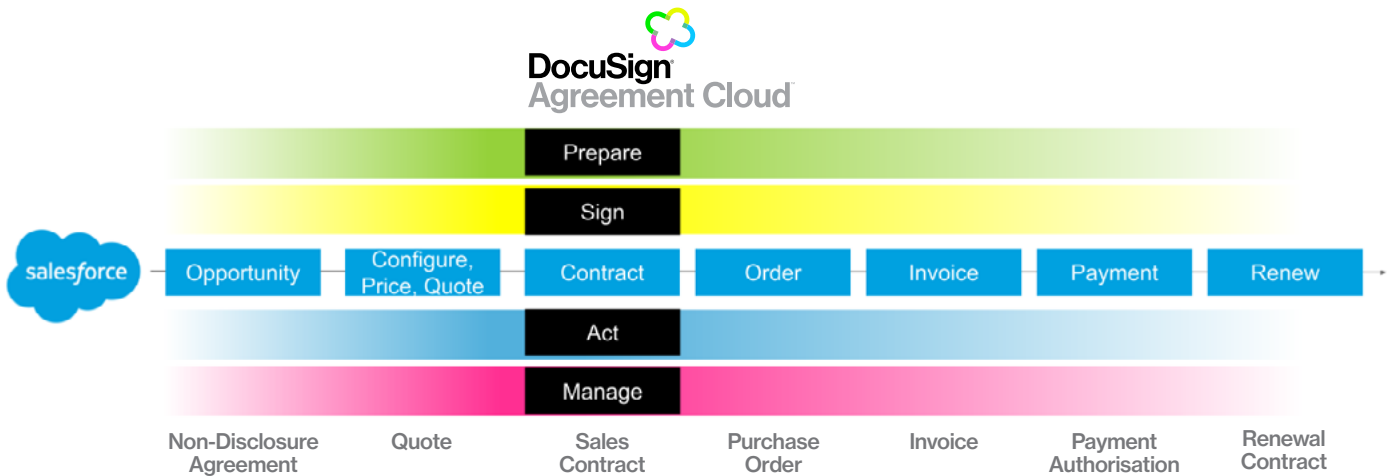 DocuSign
Agreement Cloud
Prepare
Sign
salesforce
Opportunity
Configure,
Price, Quote
Contract
Order
Invoice
Payment
Renew
Act
Manage
Non-Disclosure
Agreement
Quote
Sales
Contract
Purchase
Order
Invoice
Payment
Authorisation
Renewal
Contract